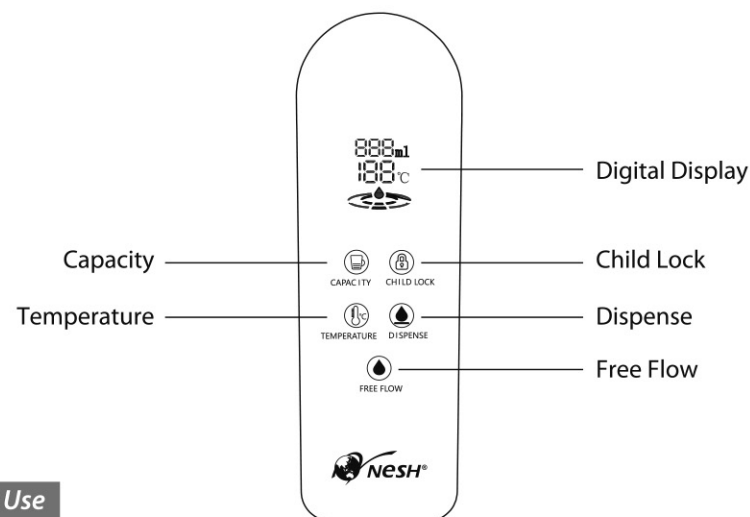 888ml
188°C
Digital Display
Capacity
CAPACITY
CHILD LOCK
Child Lock
Temperature
°C
TEMPERATURE
DISPENSE
Dispense
Free Flow
FREE FLOW
NESH®
Use